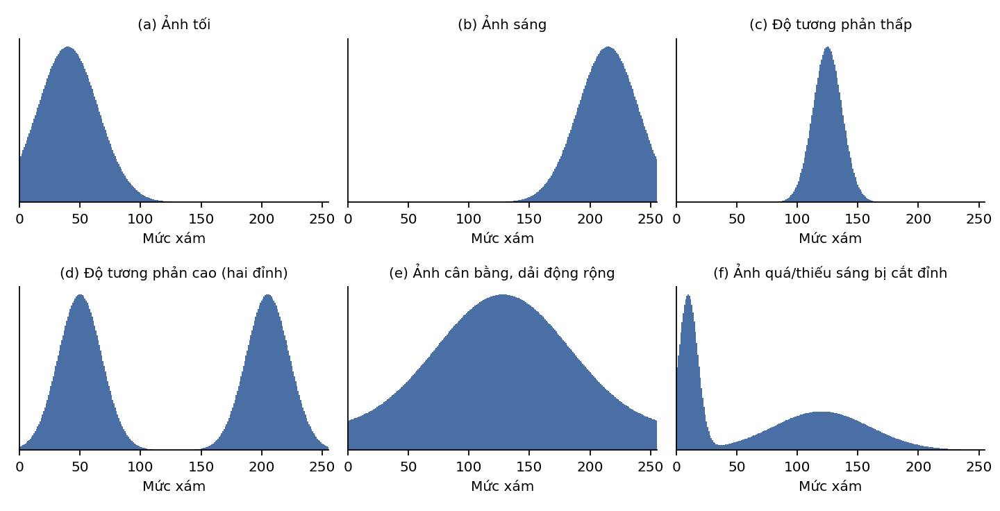 (a) Ảnh tối
(b) Ảnh sáng
(c) Độ tương phản thấp
0 50 100 150 200 250
0 50 100 150 200 250
0 50 100 150 200 250
Mức xám
Mức xám
Mức xám
(d) Độ tương phản cao (hai đỉnh)
(e) Ảnh cân bằng, dải động rộng
(f) Ảnh quá/thiếu sáng bị cắt đỉnh
0 50 100 150 200 250
0 50 100 150 200 250
0 50 100 150 200 250
Mức xám
Mức xám
Mức xám